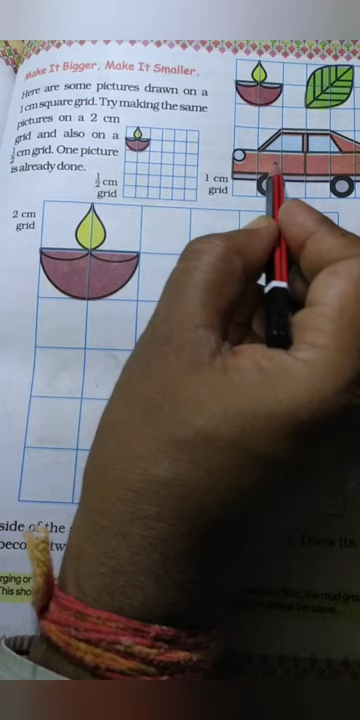 Make It Bigger, Make It Smaller.
Here are some pictures drawn on a
1 cm square grid. Try making the same
pictures on a 2 cm
grid and also on a
½ cm grid. One picture
is already done.
½ cm
grid
1 cm
grid
2 cm
grid
side of the
Does its